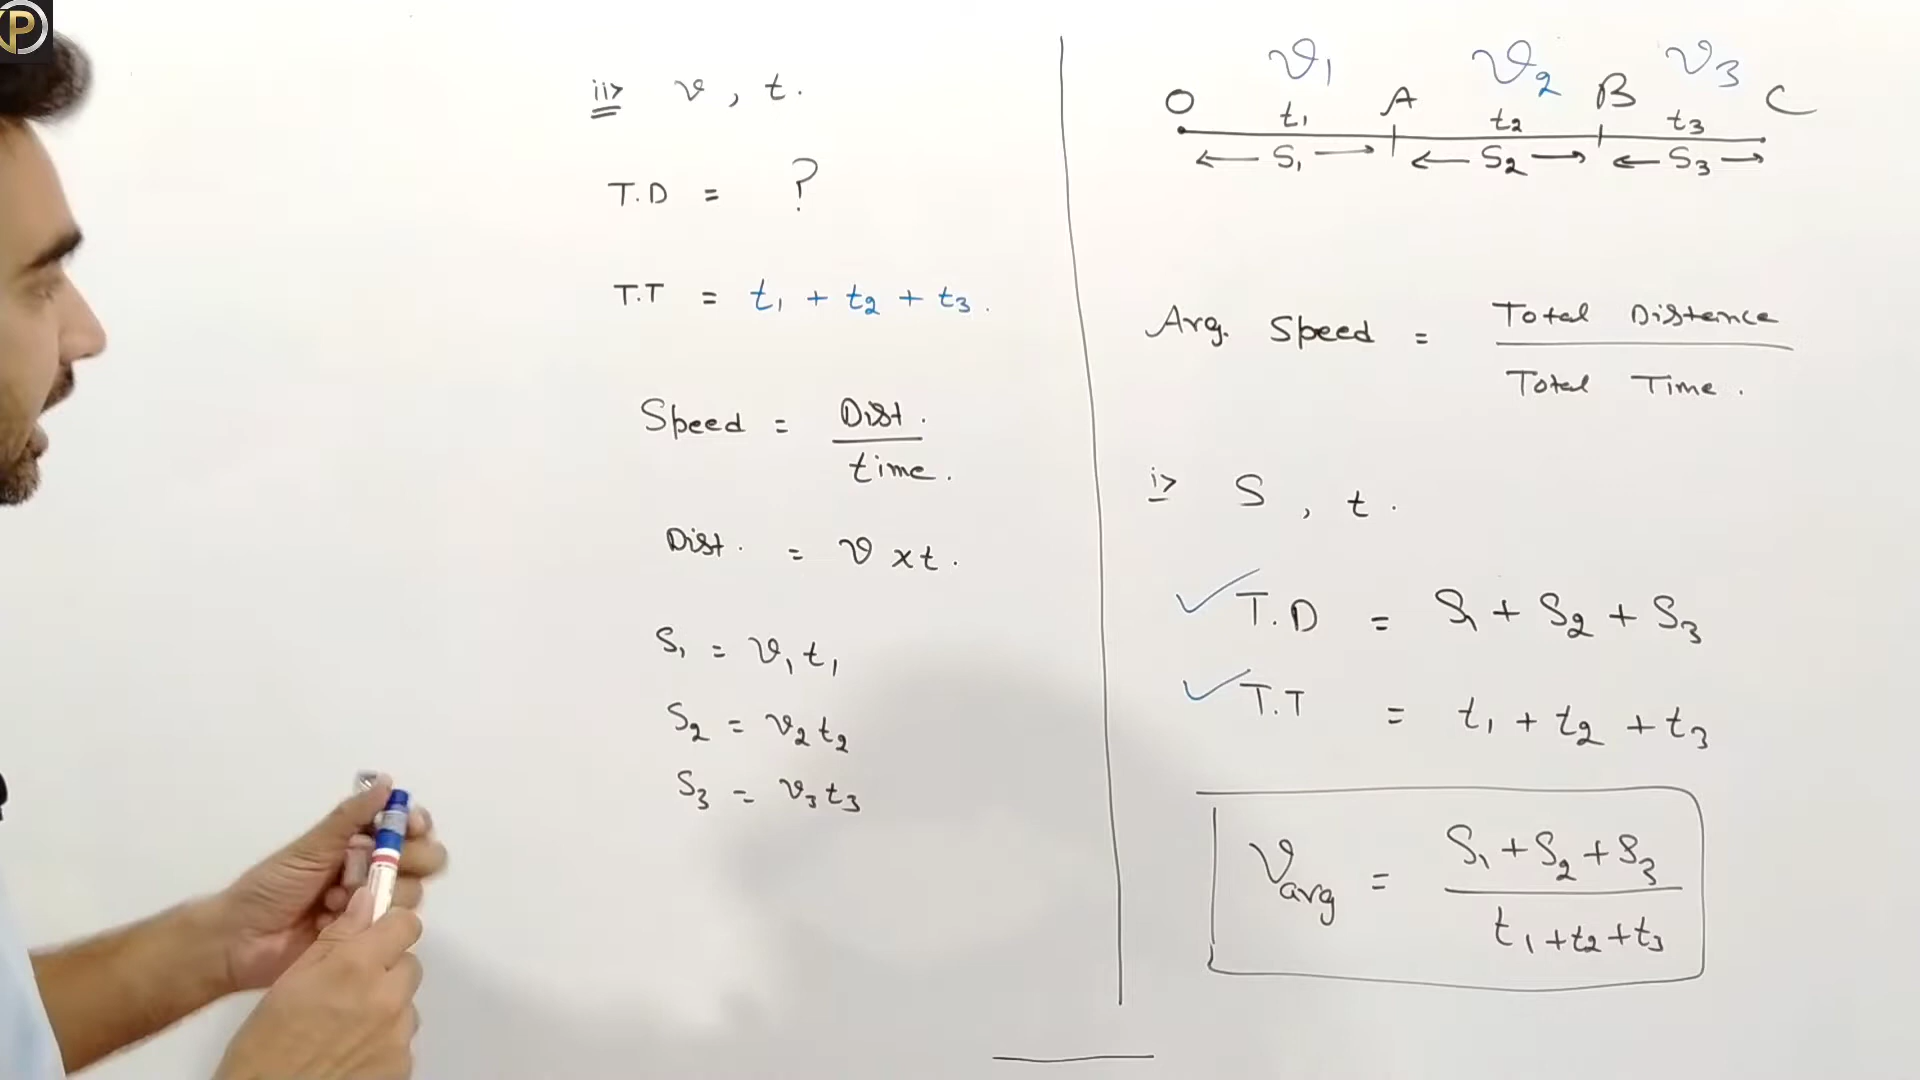 P
ii> v, t.
T.D = ?
T.T = t₁ + t₂ + t₃.
Speed = Dist. / time.
Dist. = v x t.
S₁ = v₁t₁
S₂ = v₂t₂
S₃ = v₃t₃
v₁ v₂ v₃
O A B C
t₁ t₂ t₃
S₁ S₂ S₃
Avg. Speed = Total Distance / Total Time.
i> S, t.
✓T.D = S₁ + S₂ + S₃
✓T.T = t₁ + t₂ + t₃
Vavg = S₁+S₂+S₃ / t₁+t₂+t₃